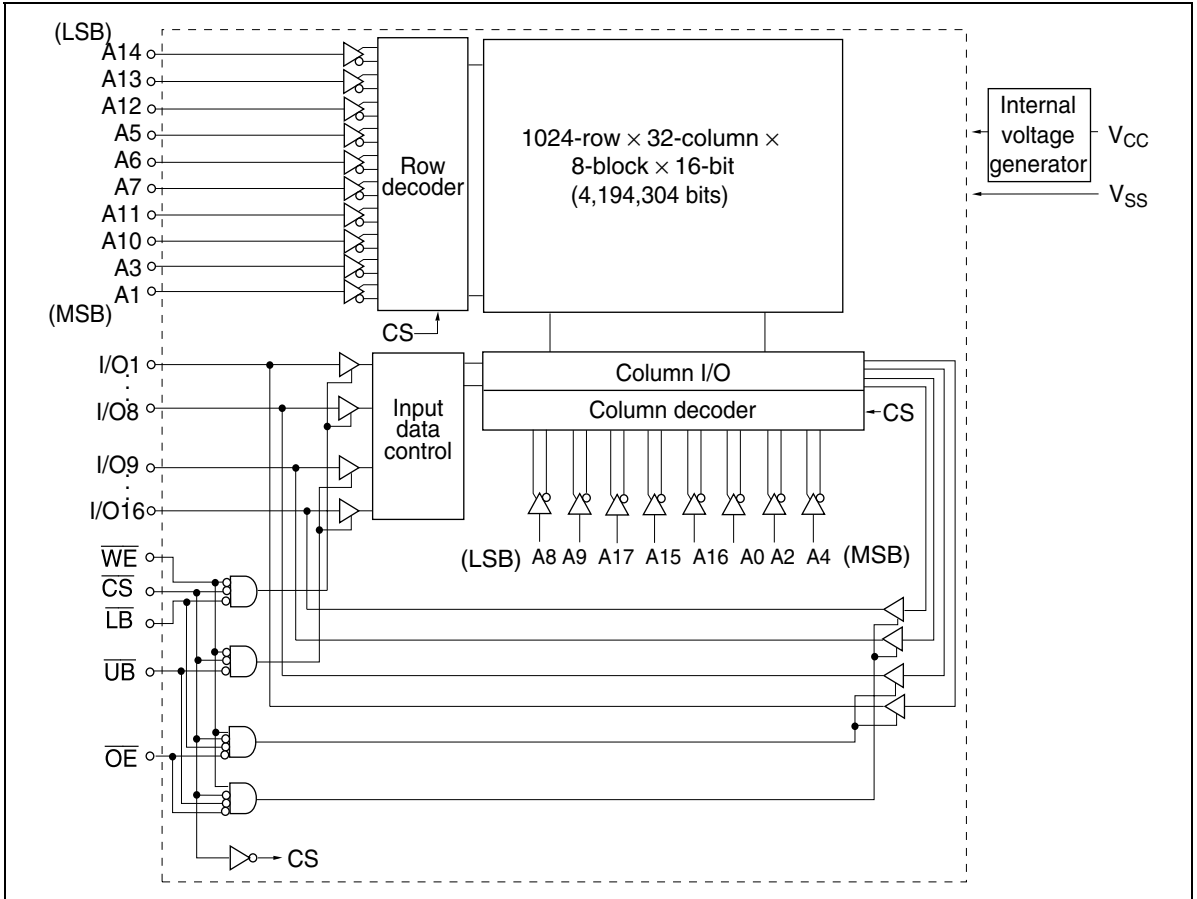 (LSB)
A14
A13
A12
A5
A6
A7
A11
A10
A3
A1
(MSB)
Row
decoder
CS
1024-row × 32-column ×
8-block × 16-bit
(4,194,304 bits)
Internal
voltage
generator
VCC
VSS
I/O1
I/O8
I/O9
I/O16
Input
data
control
Column I/O
Column decoder
CS
(LSB) A8 A9 A17 A15 A16 A0 A2 A4 (MSB)
WE
CS
LB
UB
OE
CS